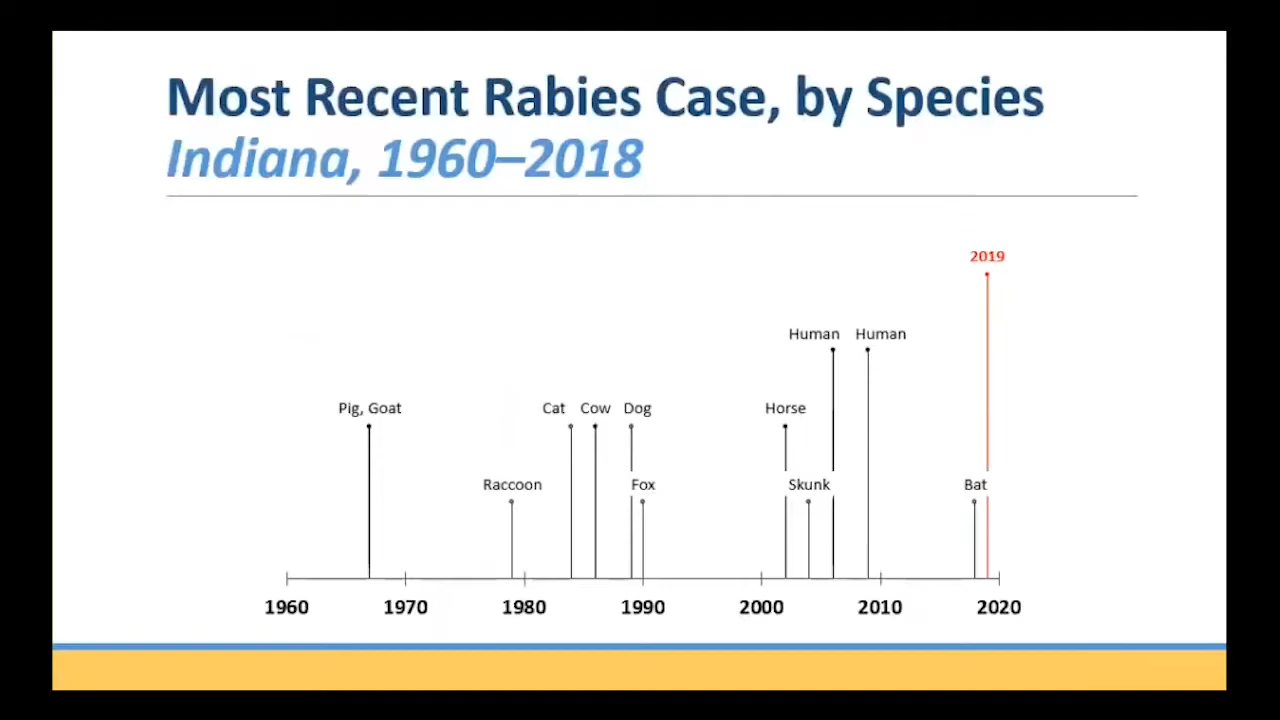 Most Recent Rabies Case, by Species
Indiana, 1960–2018
2019
Human Human
Pig, Goat Cat Cow Dog Horse
Raccoon Fox Skunk Bat
1960 1970 1980 1990 2000 2010 2020